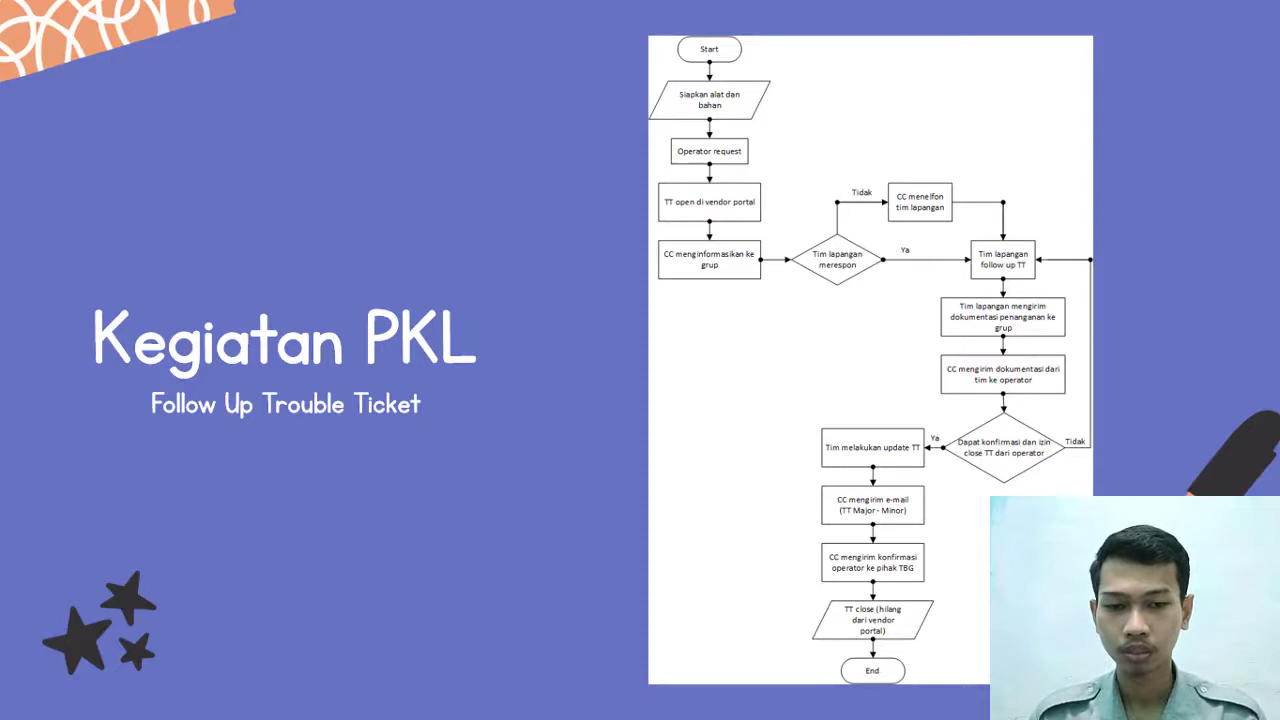 Kegiatan PKL
Follow Up Trouble Ticket
Start
Siapkan alat dan
bahan
Operator request
TT open di vendor portal
CC menginformasikan ke
grup
Tim lapangan
merespon
Tidak
CC menelfon
tim lapangan
Ya
Tim lapangan
follow up TT
Tim lapangan mengirim
dokumentasi penanganan ke
grup
CC mengirim dokumentasi dari
tim ke operator
Dapat konfirmasi dan izin
close TT dari operator
Tidak
Ya
Tim melakukan update TT
CC mengirim e-mail
(TT Major - Minor)
CC mengirim konfirmasi
operator ke pihak TBG
TT close (hilang
dari vendor
portal)
End